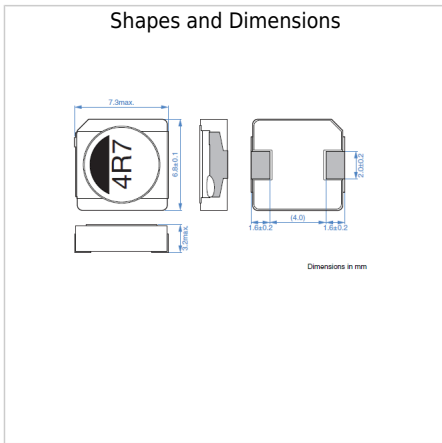 Shapes and Dimensions
7.3max.
4R7
6.8±0.1
3.2max.
2.0±0.2
1.6±0.2
(4.0)
1.6±0.2
Dimensions in mm